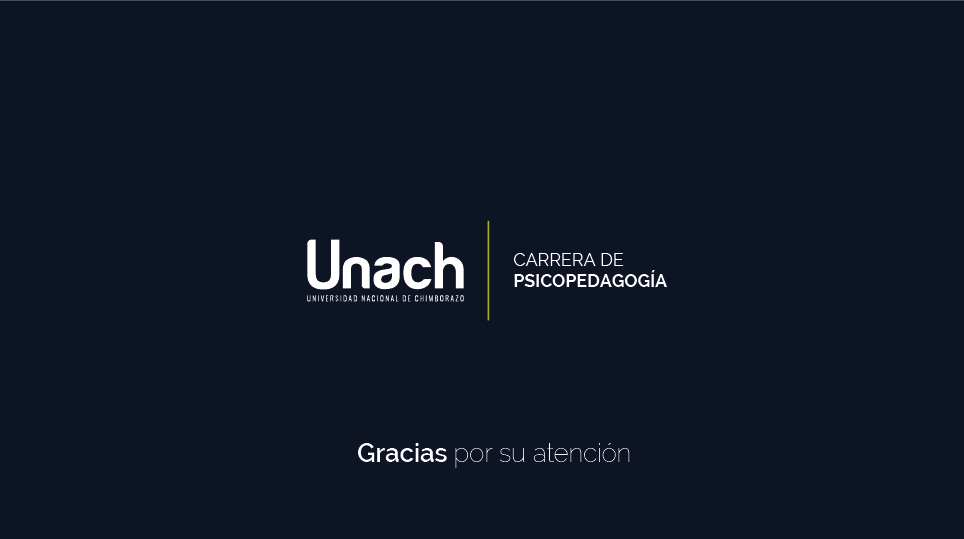 Unach
UNIVERSIDAD NACIONAL DE CHIMBORAZO
CARRERA DE
PSICOPEDAGOGÍA
Gracias por su atención